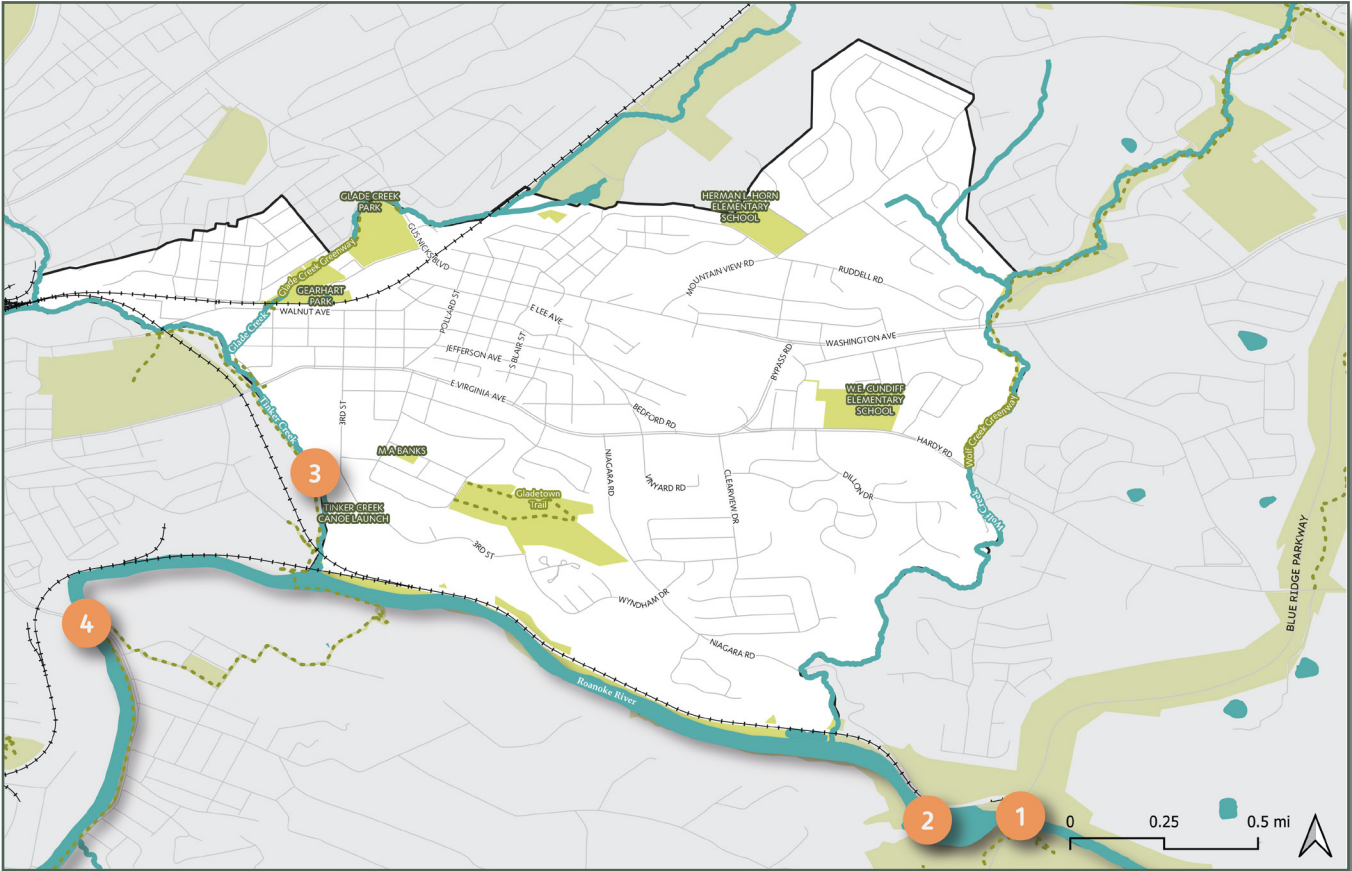 HERMAN L. HORN
ELEMENTARY
SCHOOL
GLADE CREEK
PARK
GUS NICKS BLVD
Glade Creek Greenway
GEARHART
PARK
WALNUT AVE
Glade Creek
POLLARD ST
E LEE AVE
MOUNTAIN VIEW RD
RUDDELL RD
JEFFERSON AVE
S BLAIR ST
WASHINGTON AVE
BYPASS RD
E VIRGINIA AVE
W.E. CUNDIFF
ELEMENTARY
SCHOOL
Tinker Creek
3RD ST
BEDFORD RD
Wolf Creek Greenway
HARDY RD
M A BANKS
3
NIAGARA RD
VINYARD RD
CLEARVIEW DR
DILLON DR
Gladetown
Trail
Wolf Creek
TINKER CREEK
CANOE LAUNCH
3RD ST
BLUE RIDGE PARKWAY
WYNDHAM DR
4
NIAGARA RD
Roanoke River
2
1
0 0.25 0.5 mi